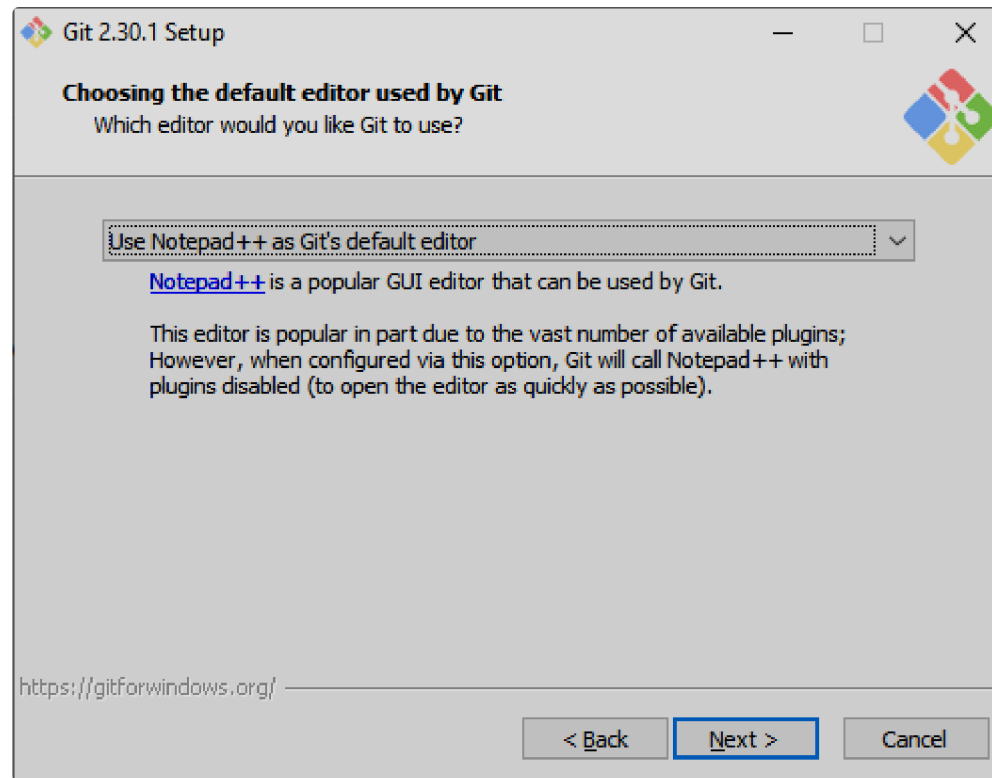 Git 2.30.1 Setup
Choosing the default editor used by Git
Which editor would you like Git to use?
Use Notepad++ as Git's default editor
Notepad++ is a popular GUI editor that can be used by Git.
This editor is popular in part due to the vast number of available plugins;
However, when configured via this option, Git will call Notepad++ with
plugins disabled (to open the editor as quickly as possible).
https://gitforwindows.org/
< Back Next > Cancel